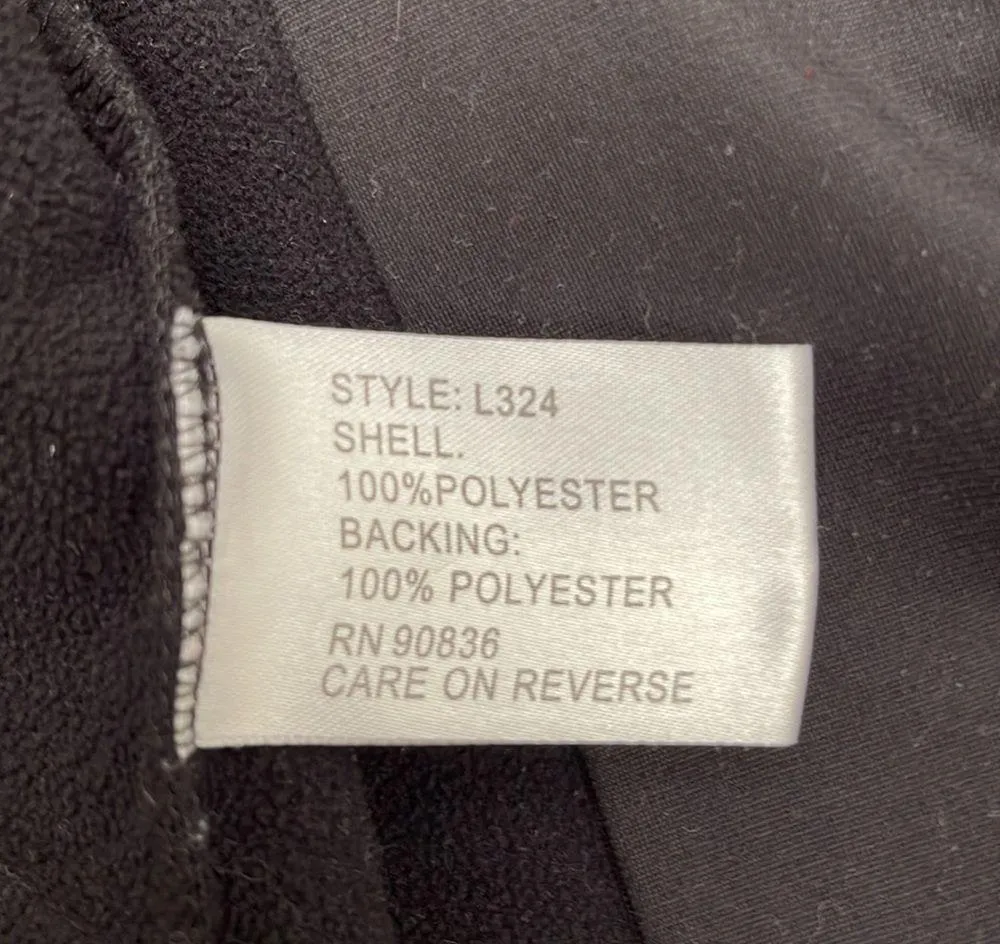 STYLE: L324
SHELL.
100%POLYESTER
BACKING:
100% POLYESTER
RN 90836
CARE ON REVERSE